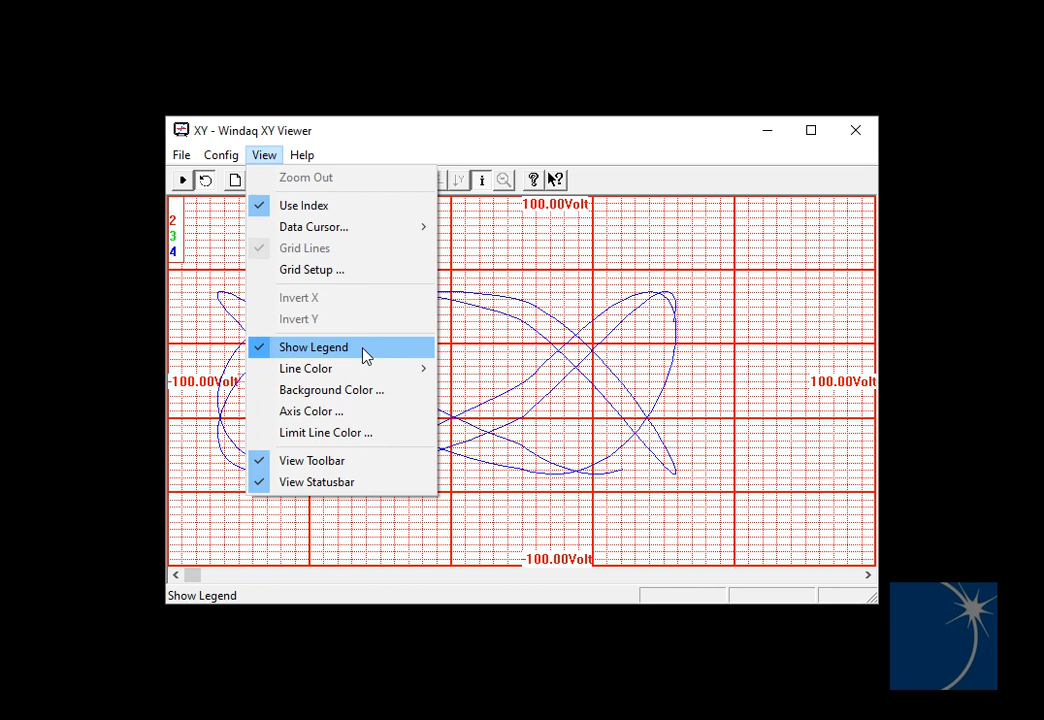 XY - Windaq XY Viewer
File Config View Help
Zoom Out
Use Index
Data Cursor...
Grid Lines
Grid Setup ...
Invert X
Invert Y
Show Legend
Line Color
Background Color ...
Axis Color ...
Limit Line Color ...
View Toolbar
View Statusbar
100.00Volt
2
3
4
-100.00Volt
100.00Volt
-100.00Volt
Show Legend